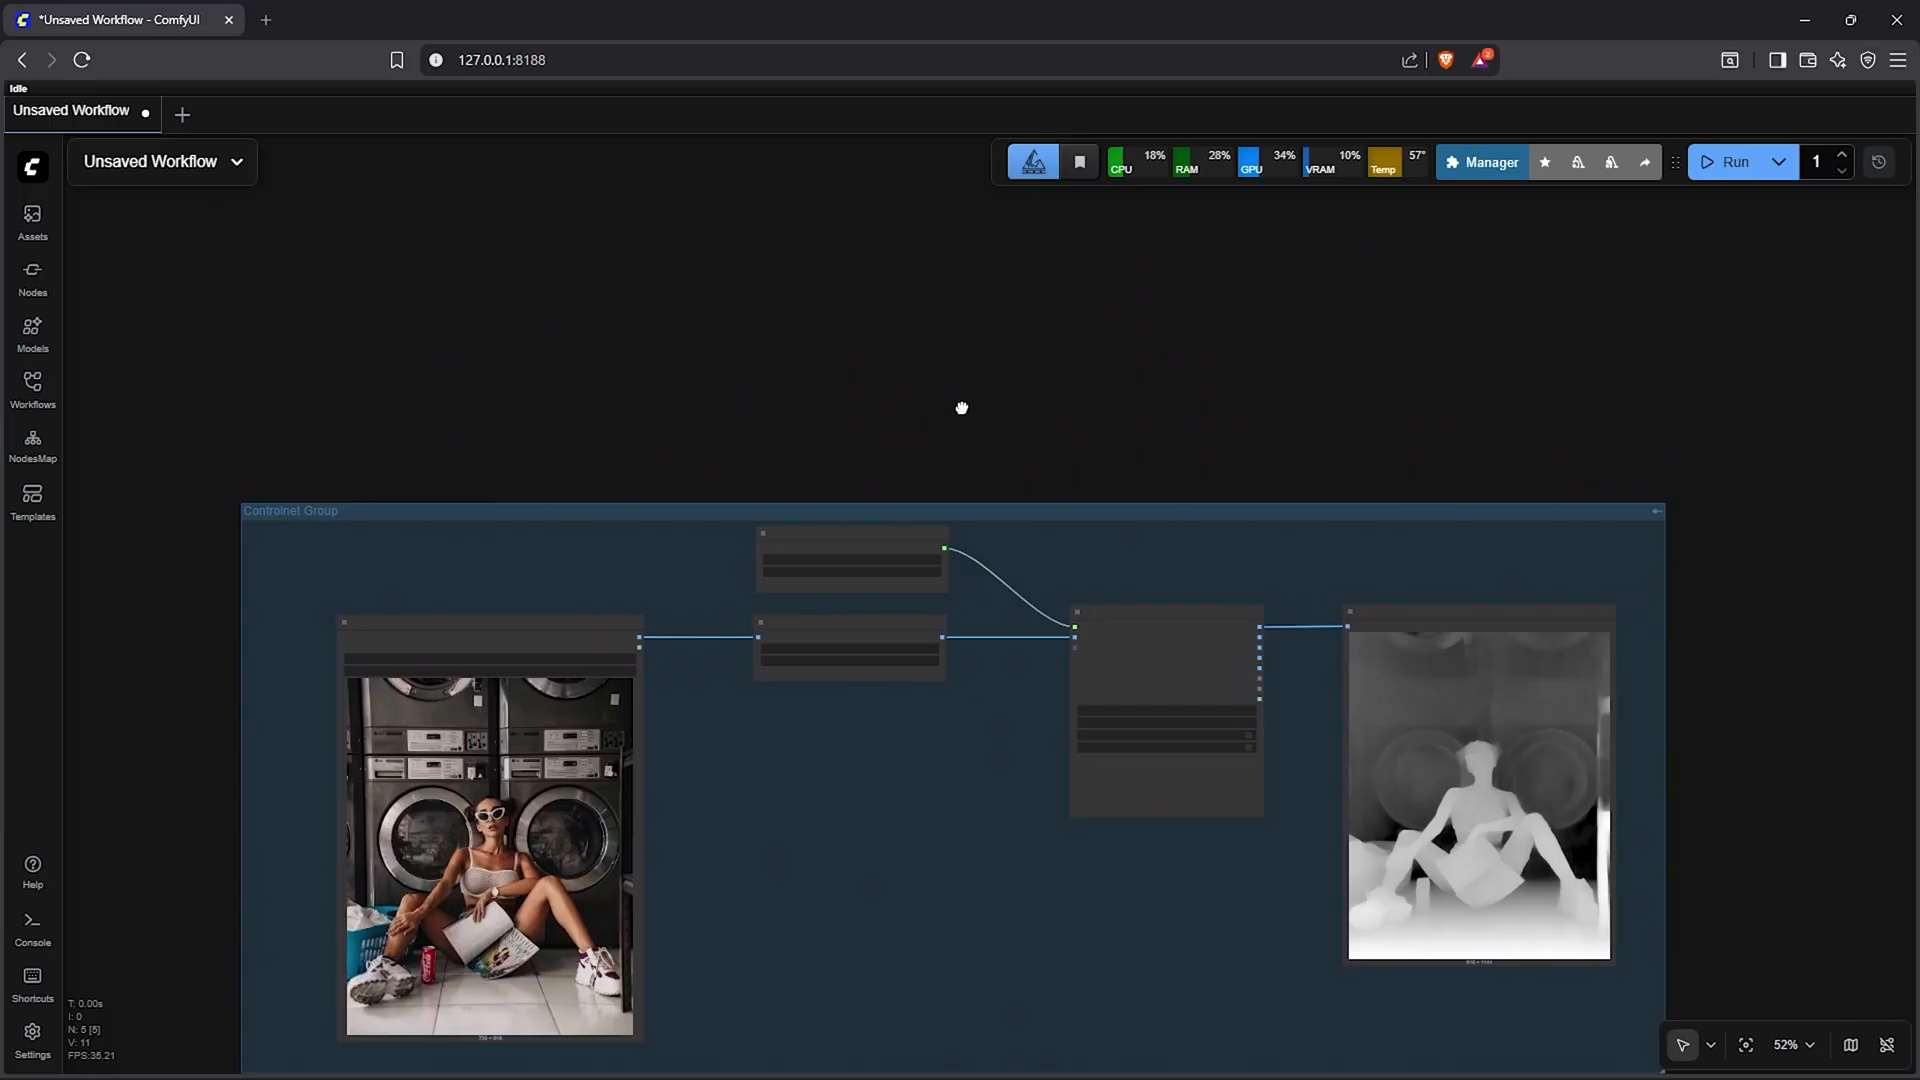 *Unsaved Workflow - ComfyUI
127.0.0.1:8188
2
Idle
Unsaved Workflow
Unsaved Workflow
18%
CPU
28%
RAM
34%
GPU
10%
VRAM
57°
Temp
Manager
Run
1
Assets
Nodes
Models
Workflows
NodesMap
Templates
Help
Console
Shortcuts
Settings
Controlnet Group
T: 0.00s
I: 0
N: 5 [5]
V: 11
FPS:35.21
52%